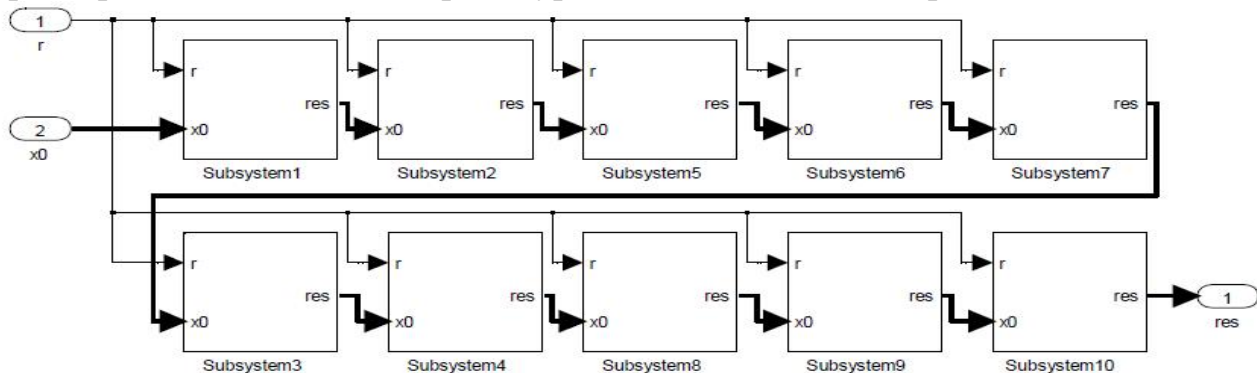 1
r
r
r
r
r
r
res
res
res
res
res
2
x0
x0
x0
x0
x0
x0
Subsystem1
Subsystem2
Subsystem5
Subsystem6
Subsystem7
r
r
r
r
r
res
res
res
res
res
1
res
x0
x0
x0
x0
x0
Subsystem3
Subsystem4
Subsystem8
Subsystem9
Subsystem10